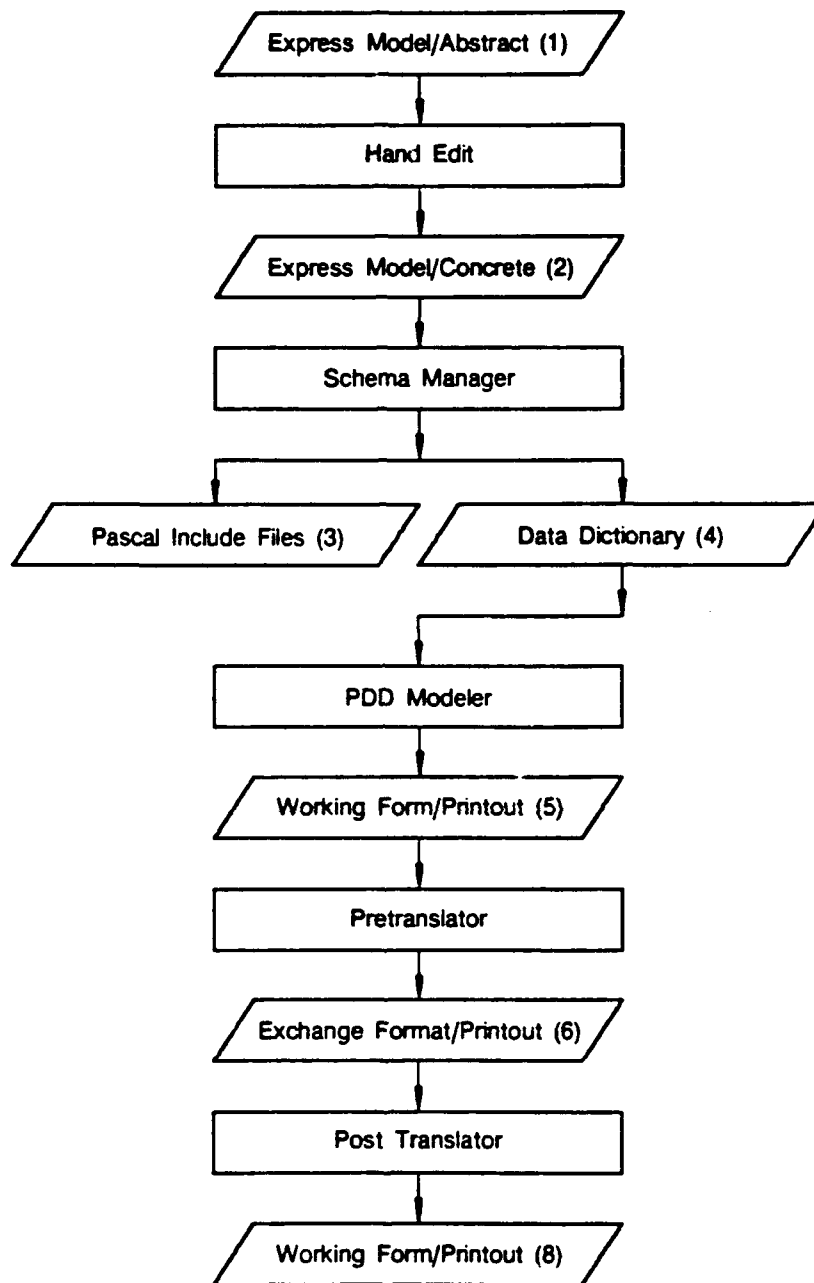 Express Model/Abstract (1)
Hand Edit
Express Model/Concrete (2)
Schema Manager
Pascal Include Files (3)
Data Dictionary (4)
PDD Modeler
Working Form/Printout (5)
Pretranslator
Exchange Format/Printout (6)
Post Translator
Working Form/Printout (8)